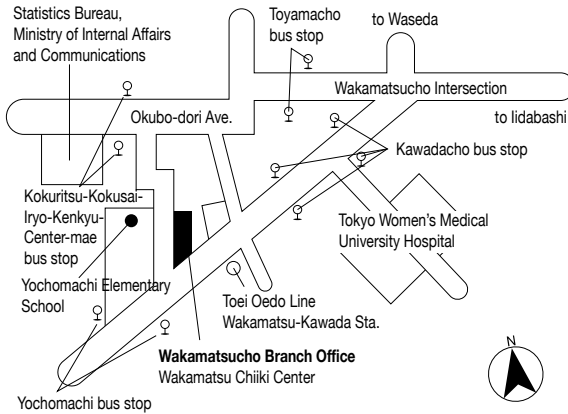 Statistics Bureau,
Ministry of Internal Affairs
and Communications
Toyamacho
bus stop
to Waseda
Wakamatsucho Intersection
Okubo-dori Ave.
to Iidabashi
Kawadacho bus stop
Kokuritsu-Kokusai-
Iryo-Kenkyu-
Center-mae
bus stop
Tokyo Women's Medical
University Hospital
Yochomachi Elementary
School
Toei Oedo Line
Wakamatsu-Kawada Sta.
Wakamatsucho Branch Office
Wakamatsu Chiiki Center
Yochomachi bus stop
N